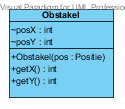 Visual Paradigm for UML Professio
Obstakel
~posX : int
~posY : int
+Obstakel(pos : Positie)
+getX() : int
+getY() : int